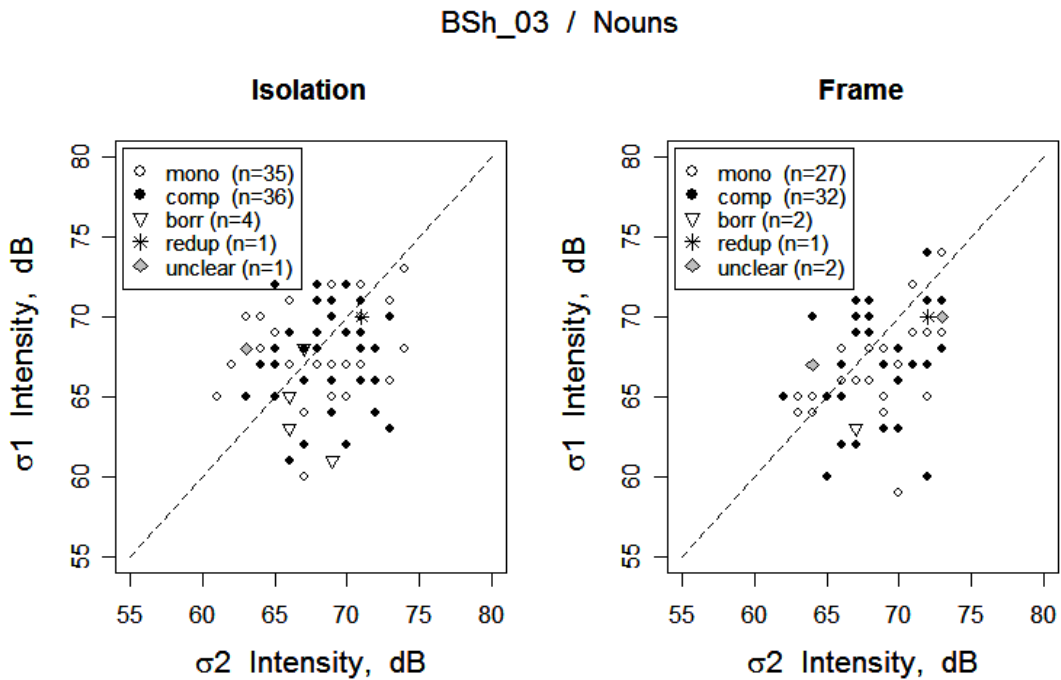 BSh_03 / Nouns
Isolation
80
75
70
65
60
55
σ1 Intensity, dB
mono (n=35)
comp (n=36)
borr (n=4)
redup (n=1)
unclear (n=1)
55 60 65 70 75 80
σ2 Intensity, dB
Frame
80
75
70
65
60
55
σ1 Intensity, dB
mono (n=27)
comp (n=32)
borr (n=2)
redup (n=1)
unclear (n=2)
55 60 65 70 75 80
σ2 Intensity, dB